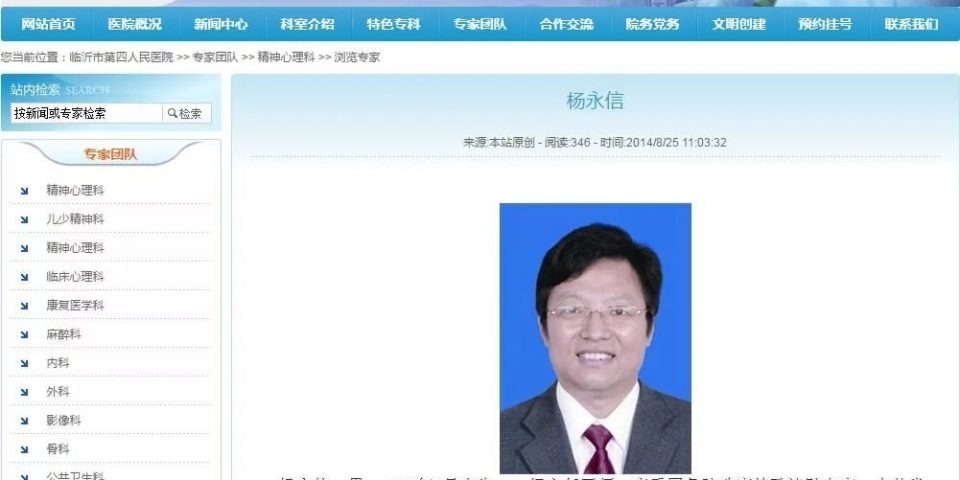 网站首页 医院概况 新闻中心 科室介绍 特色专科 专家团队 合作交流 院务党务 文明创建 预约挂号 联系我们
您当前位置：临沂市第四人民医院 >> 专家团队 >> 精神心理科 >> 浏览专家
站内检索 SEARCH
按新闻或专家检索 检索
专家团队
精神心理科
儿少精神科
精神心理科
临床心理科
康复医学科
麻醉科
内科
外科
影像科
骨科
公共卫生科
杨永信
来源:本站原创 - 阅读:346 - 时间:2014/8/25 11:03:32